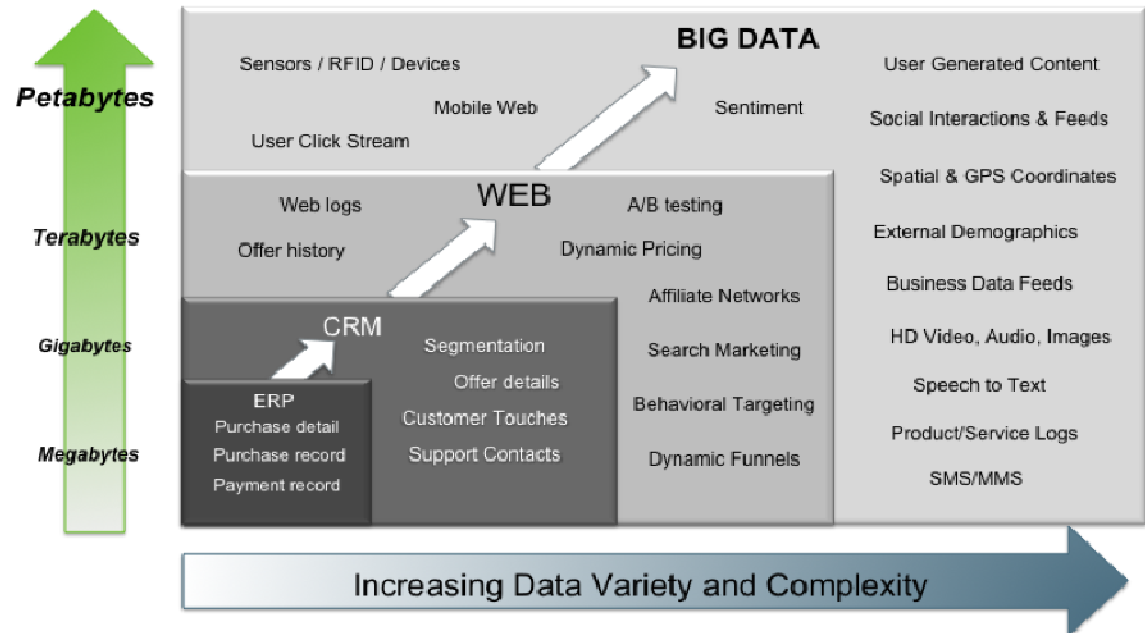 BIG DATA
Sensors / RFID / Devices
User Generated Content
Petabytes
Mobile Web
Sentiment
Social Interactions & Feeds
User Click Stream
Spatial & GPS Coordinates
WEB
Web logs
A/B testing
External Demographics
Terabytes
Offer history
Dynamic Pricing
Business Data Feeds
Affiliate Networks
CRM
HD Video, Audio, Images
Gigabytes
Segmentation
Search Marketing
Offer details
Speech to Text
ERP
Behavioral Targeting
Purchase detail
Customer Touches
Product/Service Logs
Megabytes
Purchase record
Support Contacts
Dynamic Funnels
SMS/MMS
Payment record
Increasing Data Variety and Complexity